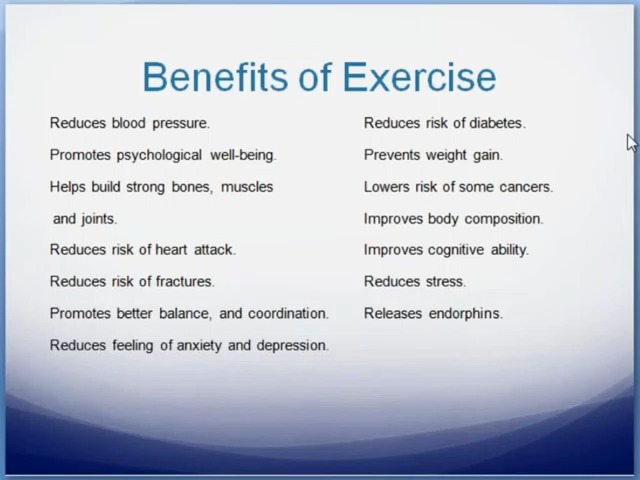 Benefits of Exercise
Reduces blood pressure.
Promotes psychological well-being.
Helps build strong bones, muscles
and joints.
Reduces risk of heart attack.
Reduces risk of fractures.
Promotes better balance, and coordination.
Reduces feeling of anxiety and depression.
Reduces risk of diabetes.
Prevents weight gain.
Lowers risk of some cancers.
Improves body composition.
Improves cognitive ability.
Reduces stress.
Releases endorphins.